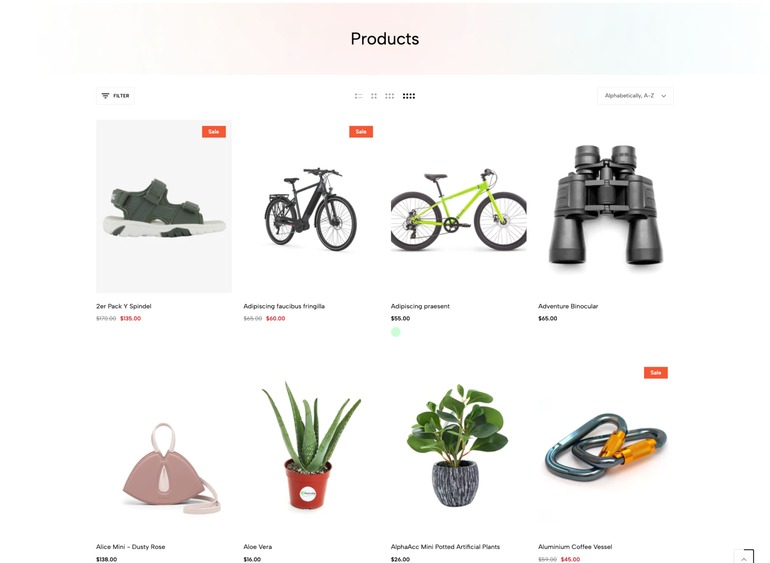 Products
FILTER
Alphabetically, A-Z
Sale
Sale
2er Pack Y Spindel
$170.00 $135.00
Adipiscing faucibus fringilla
$65.00 $60.00
Adipiscing praesent
$55.00
Adventure Binocular
$65.00
Sale
Alice Mini - Dusty Rose
$138.00
Aloe Vera
$16.00
AlphaAcc Mini Potted Artificial Plants
$26.00
Aluminium Coffee Vessel
$59.00 $45.00